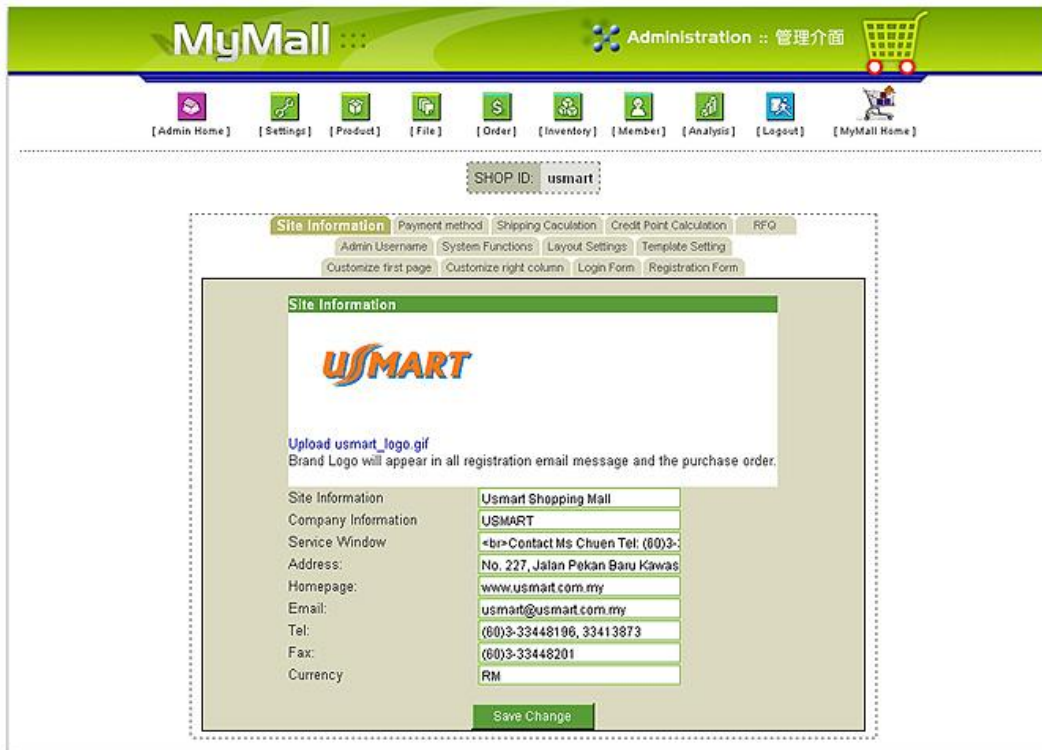 MyMall
Administration :: 管理介面
[Admin Home] [Settings] [Product] [File] [Order] [Inventory] [Member] [Analysis] [Logout] [MyMall Home]
SHOP ID: usmart
Site Information Payment method Shipping Caculation Credit Point Calculation RFQ
Admin Username System Functions Layout Settings Template Setting
Customize first page Customize right column Login Form Registration Form
Site Information
USMART
Upload usmart_logo.gif
Brand Logo will appear in all registration email message and the purchase order.
Site Information Usmart Shopping Mall
Company Information USMART
Service Window <br>Contact Ms Chuen Tel: (60)3-
Address: No. 227, Jalan Pekan Baru Kawas
Homepage: www.usmart.com.my
Email: usmart@usmart.com.my
Tel: (60)3-33448196, 33413873
Fax: (60)3-33448201
Currency RM
Save Change